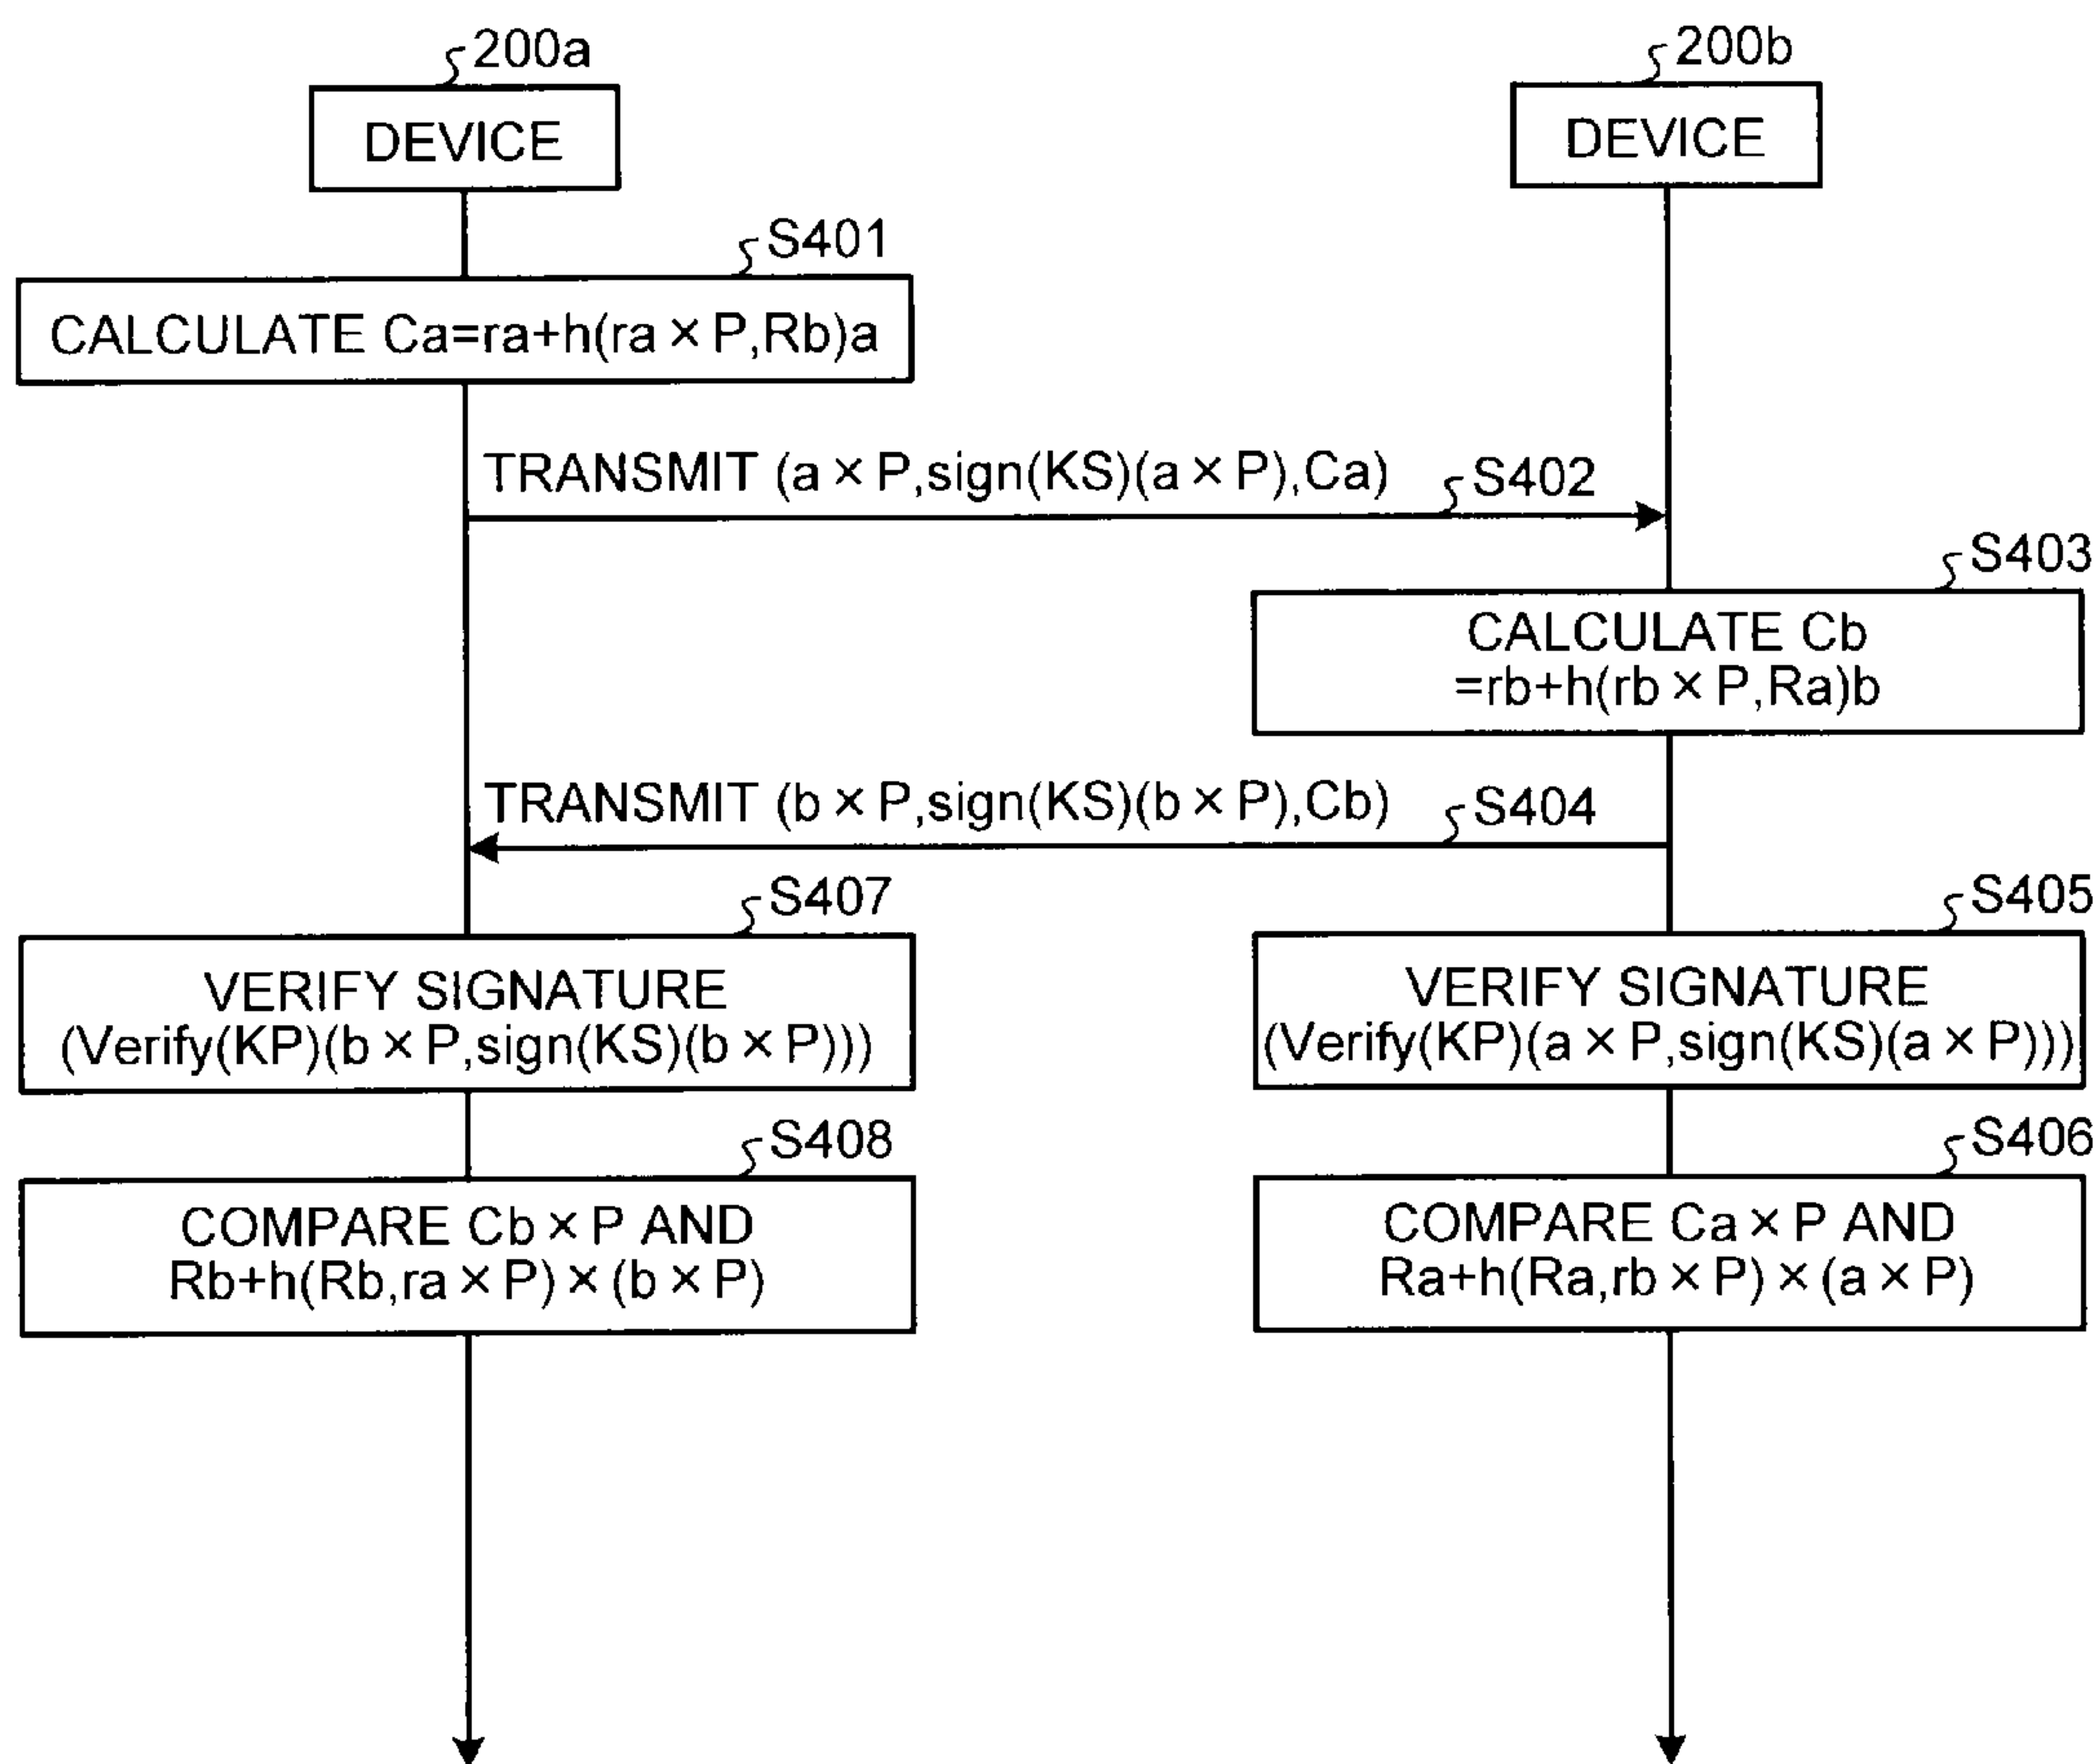 200a
200b
DEVICE
DEVICE
S401
CALCULATE Ca=ra+h(ra×P,Rb)a
TRANSMIT (a×P,sign(KS)(a×P),Ca)
S402
S403
CALCULATE Cb
=rb+h(rb×P,Ra)b
TRANSMIT (b×P,sign(KS)(b×P),Cb)
S404
S407
VERIFY SIGNATURE
(Verify(KP)(b×P,sign(KS)(b×P)))
S405
VERIFY SIGNATURE
(Verify(KP)(a×P,sign(KS)(a×P)))
S408
COMPARE Cb×P AND
Rb+h(Rb,ra×P)×(b×P)
S406
COMPARE Ca×P AND
Ra+h(Ra,rb×P)×(a×P)